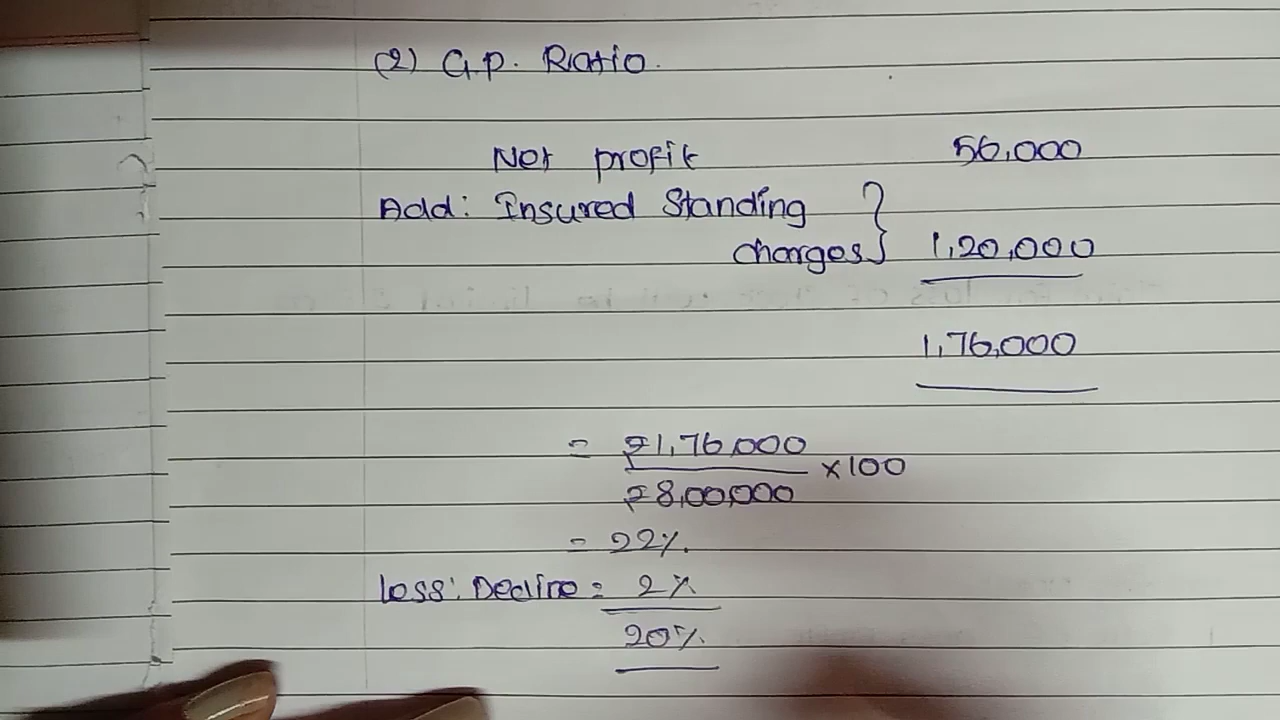 (2) G.P. Ratio.
Net profit 56,000
Add: Insured Standing
charges} 1,20,000
1,76,000
= ₹1,76,000
₹8,00,000 ×100
= 22%.
Less: Decline = 2%
20%.